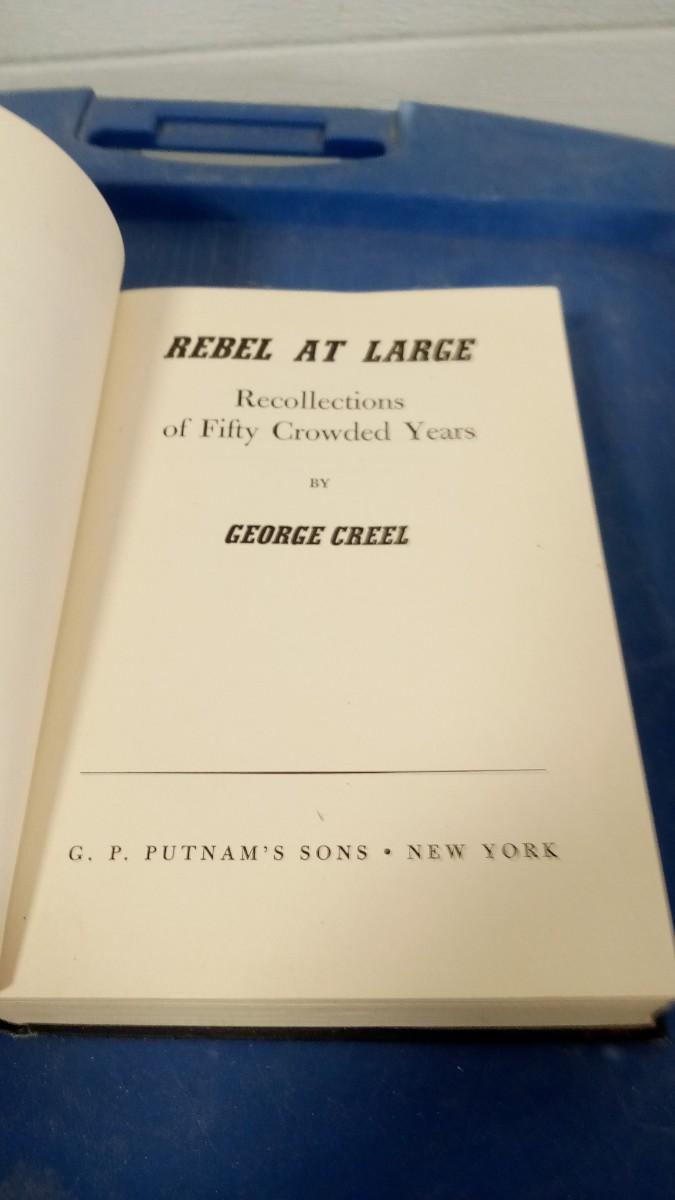 REBEL AT LARGE
Recollections
of Fifty Crowded Years
BY
GEORGE CREEL
G. P. PUTNAM'S SONS • NEW YORK